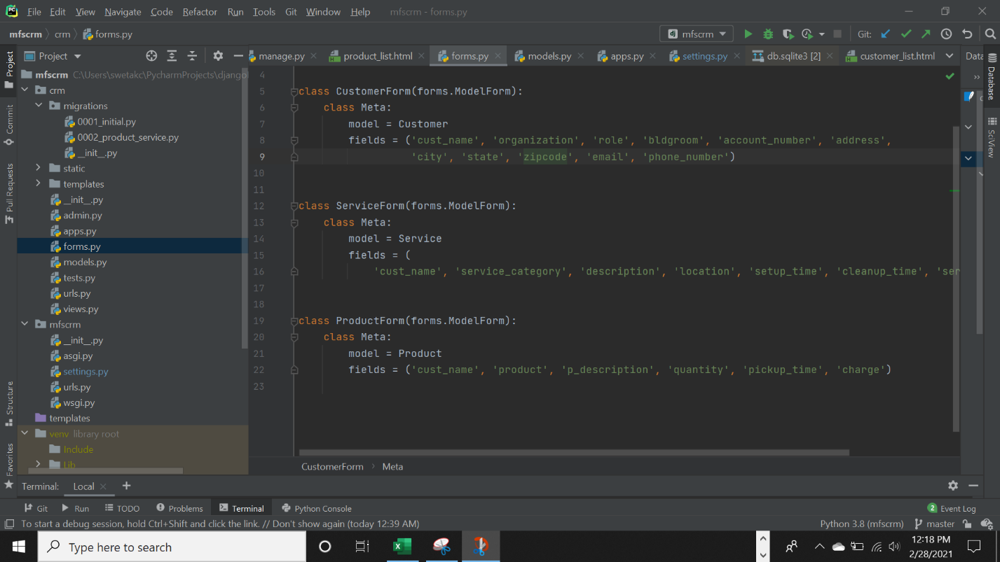 PC File Edit View Navigate Code Refactor Run Tools Git Window Help mfscrm - forms.py
mfscrm crm forms.py dj mfscrm Git:
Project manage.py product_list.html forms.py models.py apps.py settings.py db.sqlite3 [2] customer_list.html Data
mfscrm C:\Users\swetakc\PycharmProjects\django
crm
migrations
0001_initial.py
0002_product_service.py
__init__.py
static
templates
__init__.py
admin.py
apps.py
forms.py
models.py
tests.py
urls.py
views.py
mfscrm
__init__.py
asgi.py
settings.py
urls.py
wsgi.py
templates
venv library root
Include
Lib
Project
Commit
Pull Requests
Structure
Favorites
4
5 class CustomerForm(forms.ModelForm):
6 class Meta:
7 model = Customer
8 fields = ('cust_name', 'organization', 'role', 'bldgroom', 'account_number', 'address',
9 'city', 'state', 'zipcode', 'email', 'phone_number')
10
11
12 class ServiceForm(forms.ModelForm):
13 class Meta:
14 model = Service
15 fields = (
16 'cust_name', 'service_category', 'description', 'location', 'setup_time', 'cleanup_time', 'ser
17
18
19 class ProductForm(forms.ModelForm):
20 class Meta:
21 model = Product
22 fields = ('cust_name', 'product', 'p_description', 'quantity', 'pickup_time', 'charge')
23
CustomerForm Meta
Database
SciView
Terminal: Local
Git Run TODO Problems Terminal Python Console 2 Event Log
To start a debug session, hold Ctrl+Shift and click the link. // Don't show again (today 12:39 AM) Python 3.8 (mfscrm) master
Type here to search
12:18 PM
2/28/2021